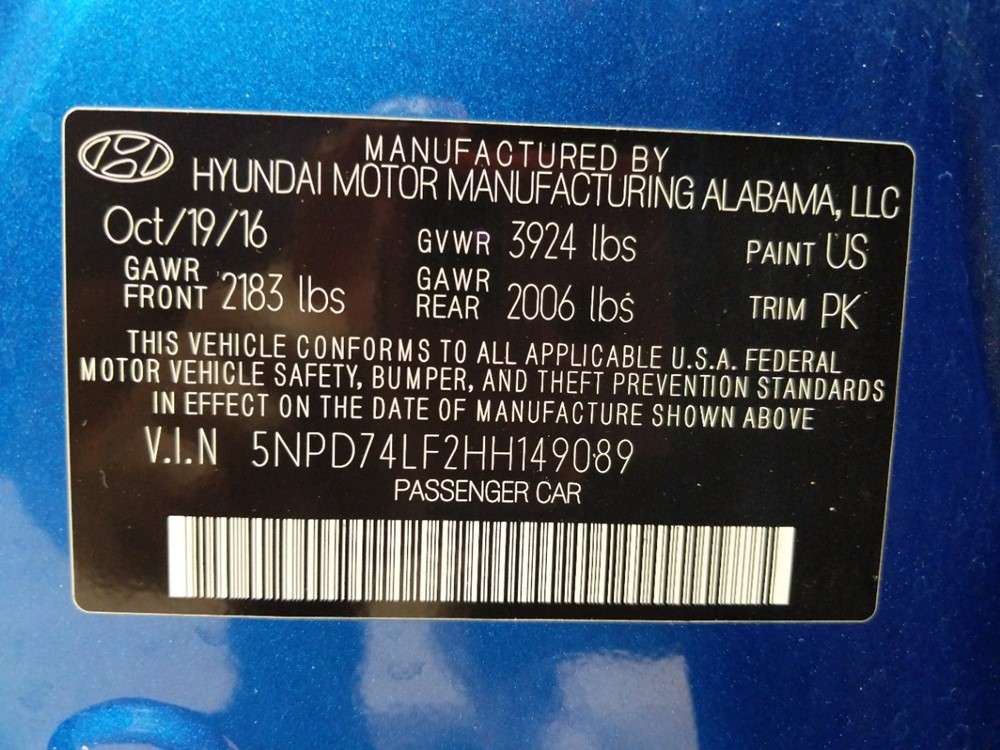 MANUFACTURED BY
HYUNDAI MOTOR MANUFACTURING ALABAMA, LLC
Oct/19/16 GVWR 3924 lbs PAINT US
GAWR FRONT 2183 lbs GAWR REAR 2006 lbs TRIM PK
THIS VEHICLE CONFORMS TO ALL APPLICABLE U.S.A. FEDERAL
MOTOR VEHICLE SAFETY, BUMPER, AND THEFT PREVENTION STANDARDS
IN EFFECT ON THE DATE OF MANUFACTURE SHOWN ABOVE
V.I.N 5NPD74LF2HH149089
PASSENGER CAR